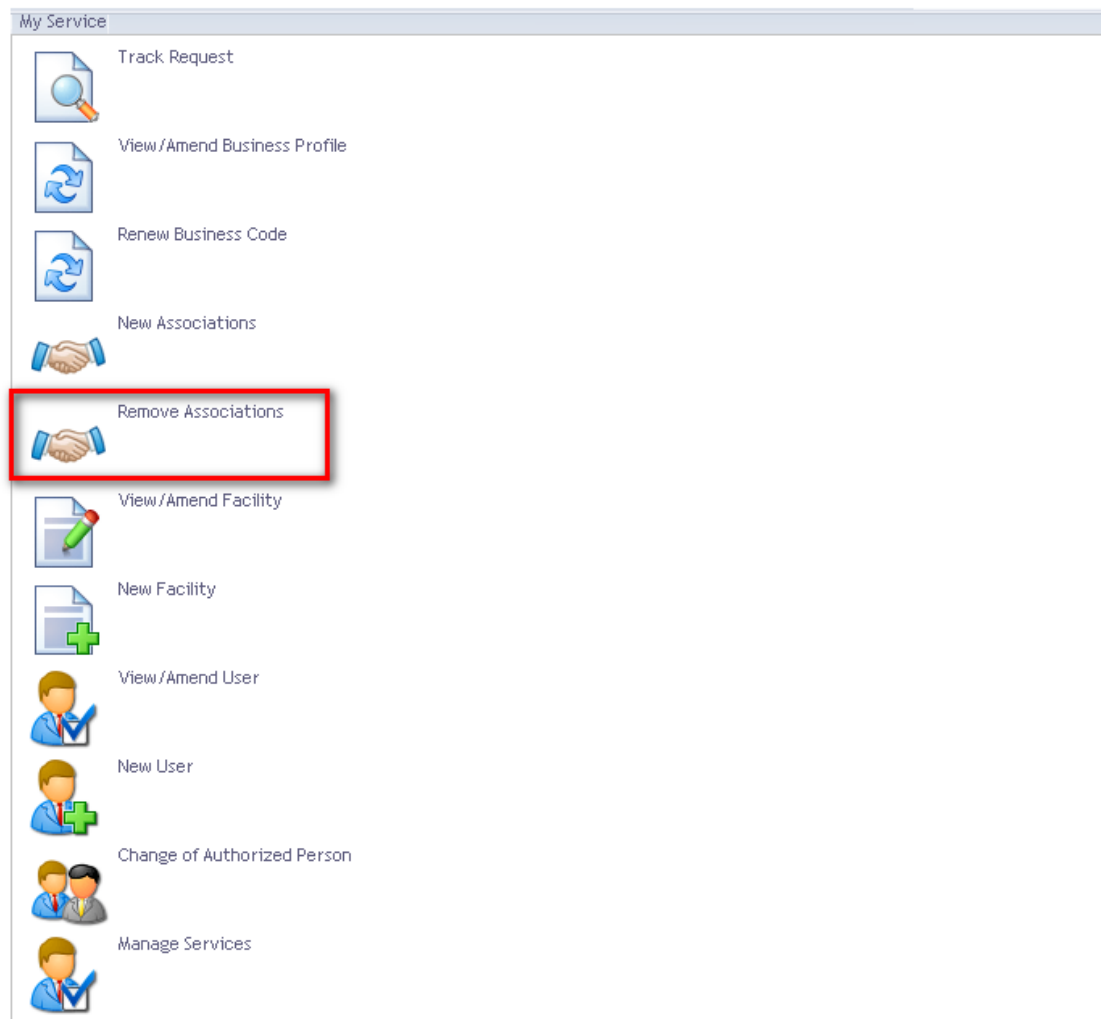 My Service
Track Request
View/Amend Business Profile
Renew Business Code
New Associations
Remove Associations
View/Amend Facility
New Facility
View/Amend User
New User
Change of Authorized Person
Manage Services